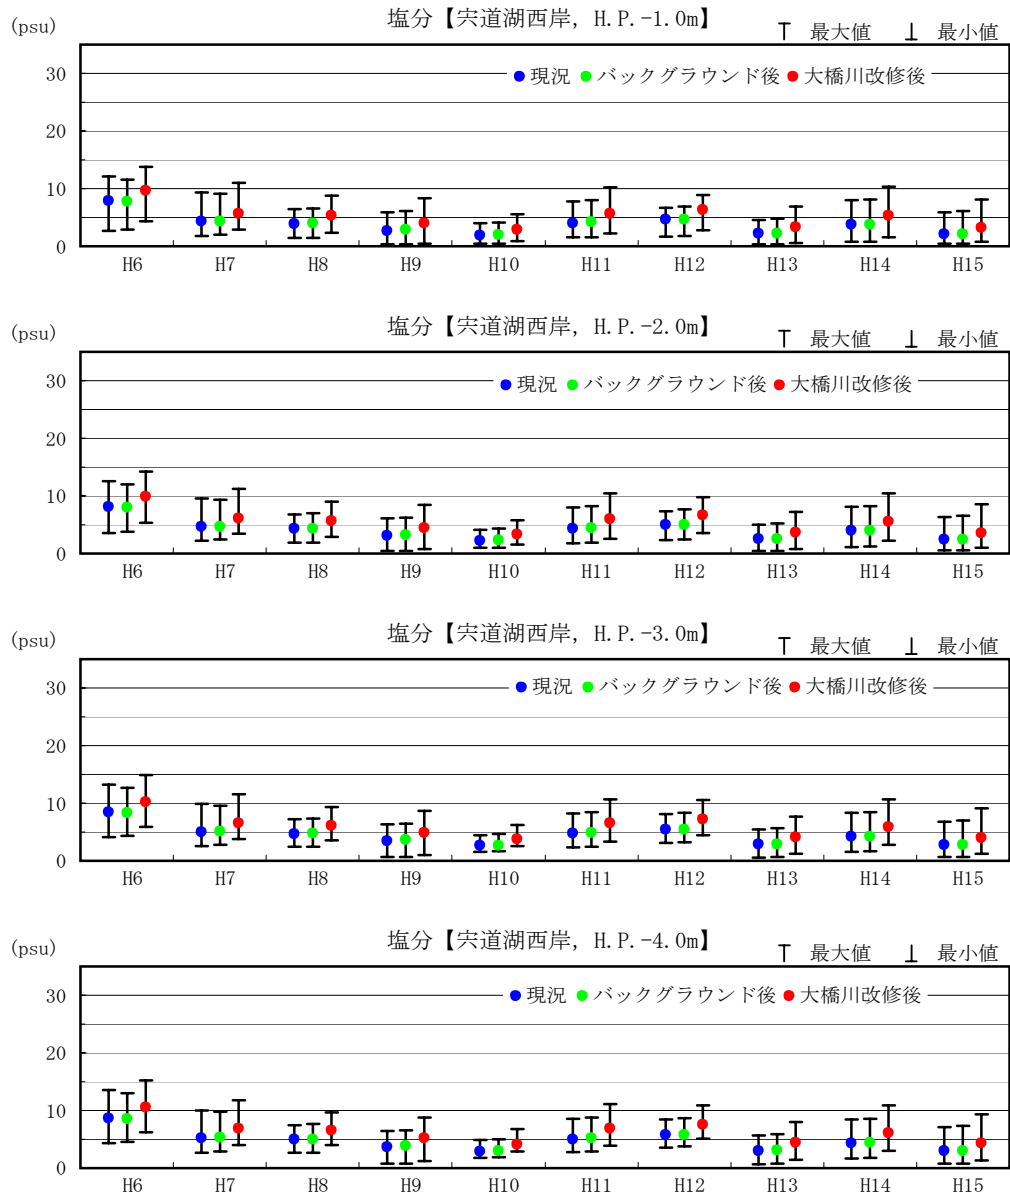 塩分【宍道湖西岸, H.P.-1.0m】
(psu)
最大値 最小値
30
現況 バックグラウンド後 大橋川改修後
20
10
0
H6 H7 H8 H9 H10 H11 H12 H13 H14 H15
塩分【宍道湖西岸, H.P.-2.0m】
(psu)
最大値 最小値
30
現況 バックグラウンド後 大橋川改修後
20
10
0
H6 H7 H8 H9 H10 H11 H12 H13 H14 H15
塩分【宍道湖西岸, H.P.-3.0m】
(psu)
最大値 最小値
30
現況 バックグラウンド後 大橋川改修後
20
10
0
H6 H7 H8 H9 H10 H11 H12 H13 H14 H15
塩分【宍道湖西岸, H.P.-4.0m】
(psu)
最大値 最小値
30
現況 バックグラウンド後 大橋川改修後
20
10
0
H6 H7 H8 H9 H10 H11 H12 H13 H14 H15